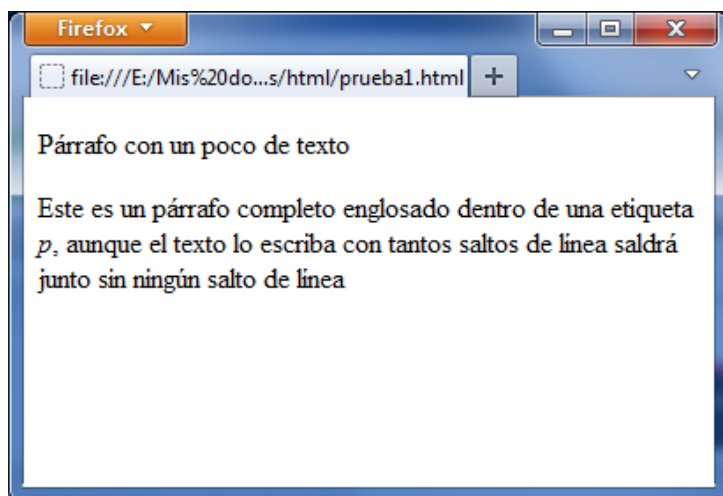 Firefox
file:///E:/Mis%20do...s/html/prueba1.html
Párrafo con un poco de texto
Este es un párrafo completo englosado dentro de una etiqueta
p, aunque el texto lo escriba con tantos saltos de línea saldrá
junto sin ningún salto de línea